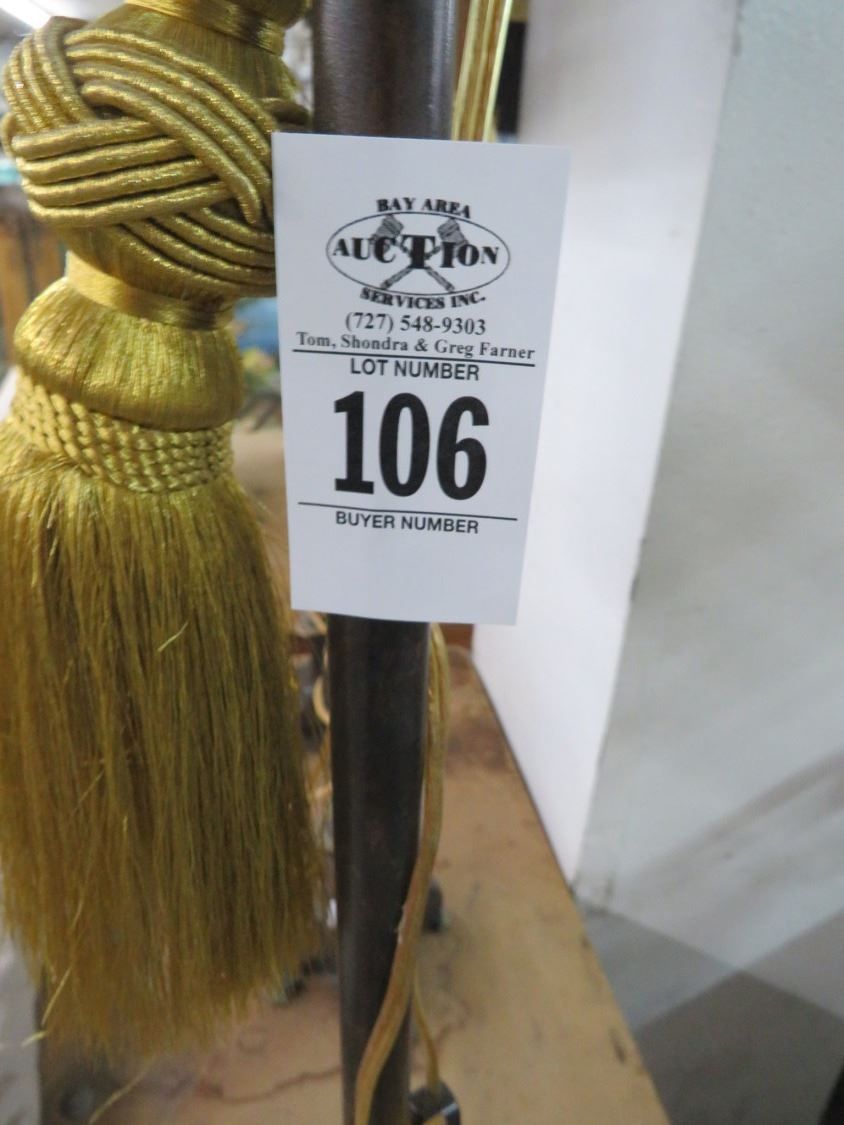 BAY AREA
AUCTION
SERVICES INC.
(727) 548-9303
Tom, Shondra & Greg Farner
LOT NUMBER
106
BUYER NUMBER